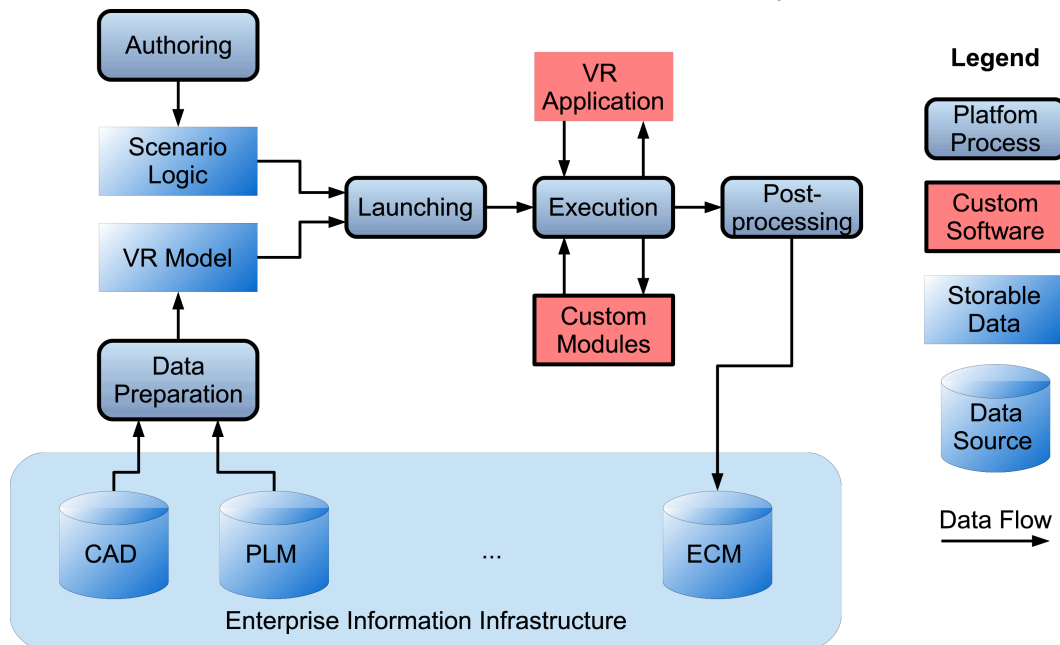 Authoring
Scenario
Logic
VR Model
Data
Preparation
Launching
VR
Application
Execution
Custom
Modules
Post-
processing
CAD
PLM
...
ECM
Enterprise Information Infrastructure
Legend
Platfom
Process
Custom
Software
Storable
Data
Data
Source
Data Flow